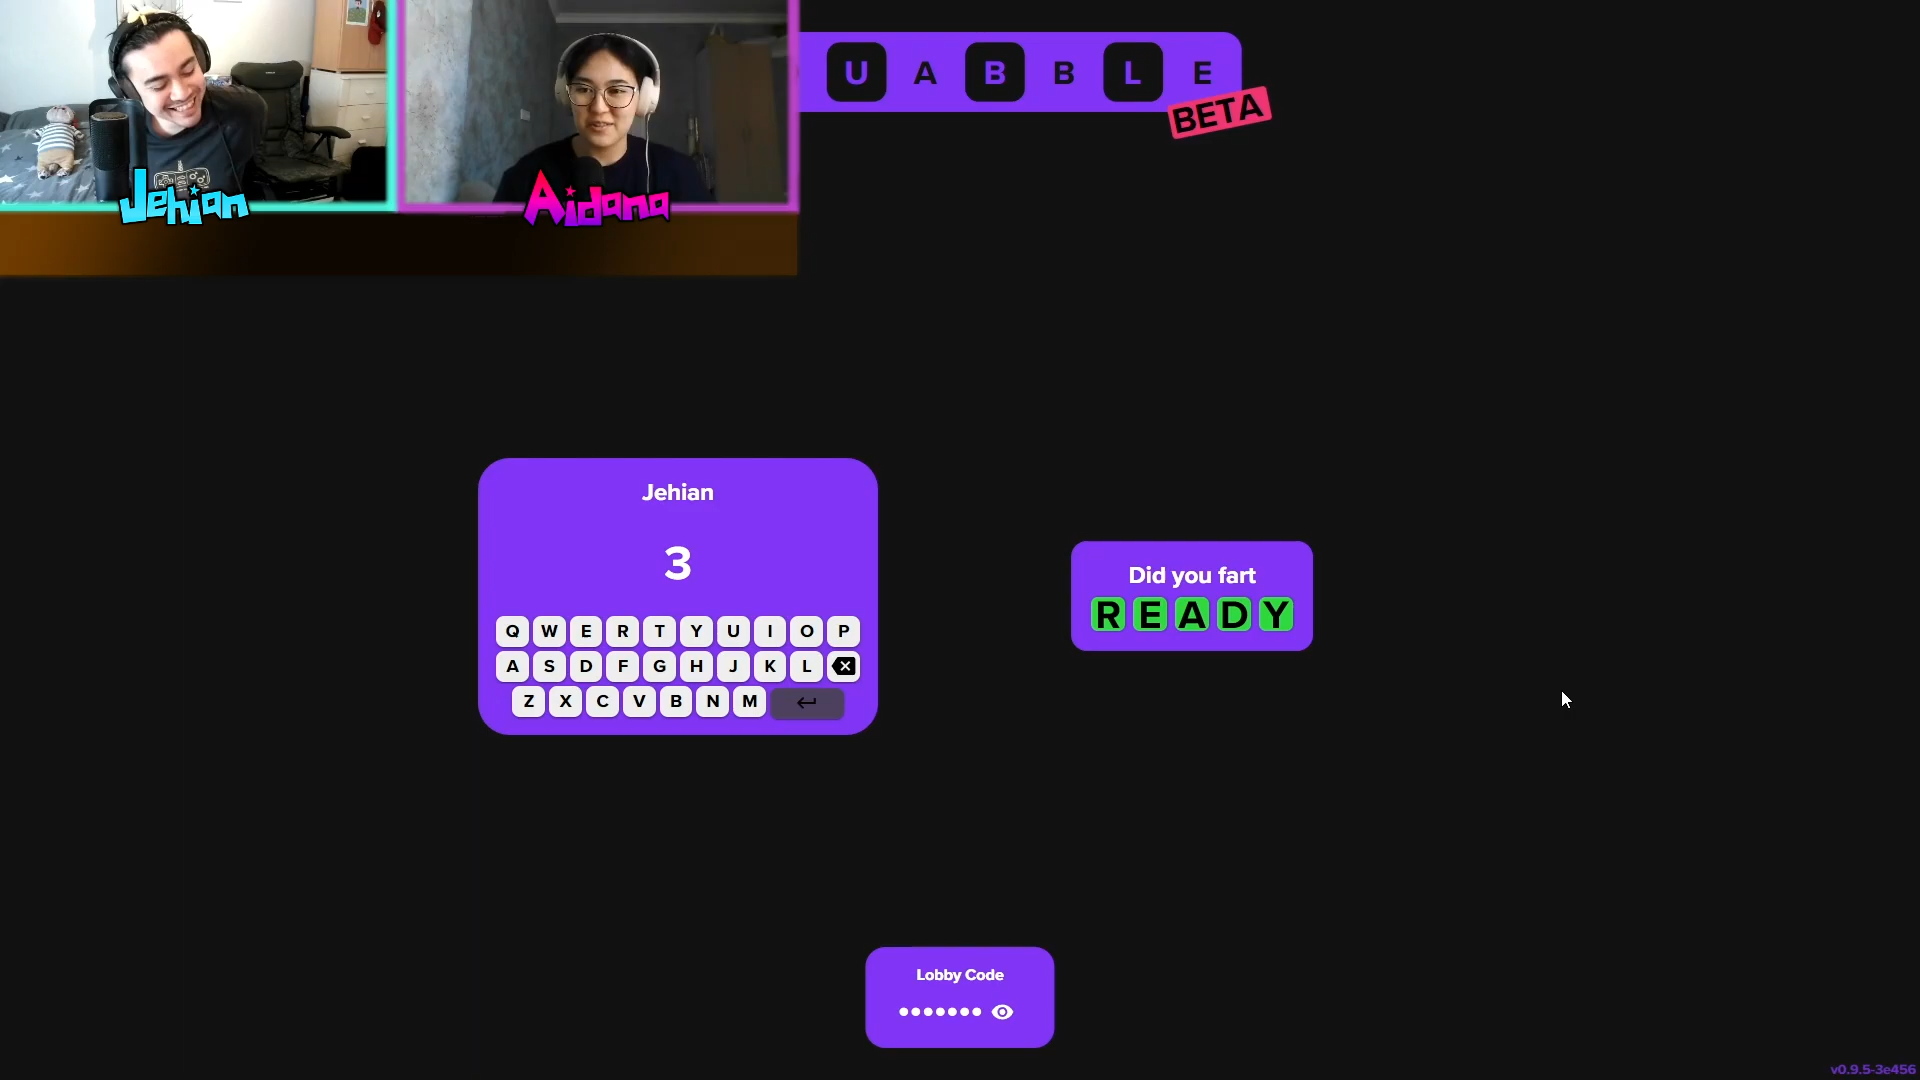 U A B B L E
BETA
Jehian
Aidana
Jehian
3
Q W E R T Y U I O P
A S D F G H J K L
Z X C V B N M
Did you fart
READY
Lobby Code
v0.9.5-3e456